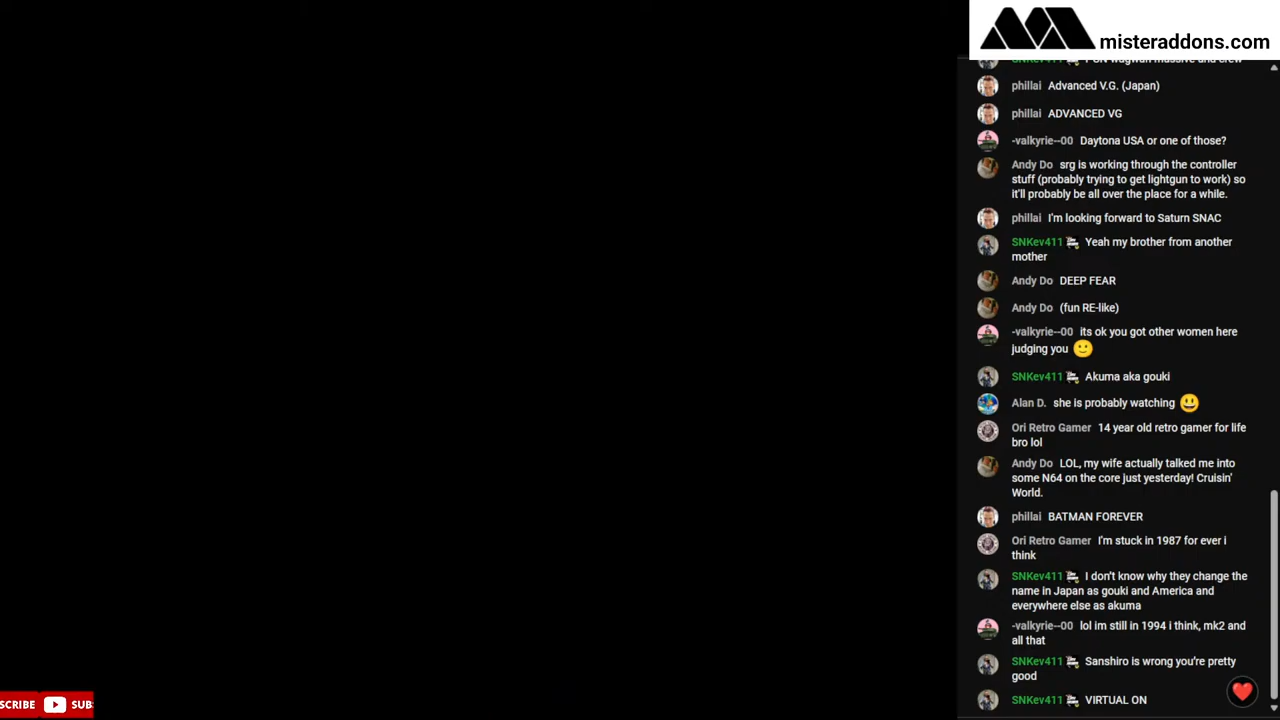 misteraddons.com
SNKev411 PGN wagwan massive and crew
phillai Advanced V.G. (Japan)
phillai ADVANCED VG
-valkyrie--00 Daytona USA or one of those?
Andy Do srg is working through the controller
stuff (probably trying to get lightgun to work) so
it'll probably be all over the place for a while.
phillai I'm looking forward to Saturn SNAC
SNKev411 Yeah my brother from another
mother
Andy Do DEEP FEAR
Andy Do (fun RE-like)
-valkyrie--00 its ok you got other women here
judging you 🙂
SNKev411 Akuma aka gouki
Alan D. she is probably watching 😃
Ori Retro Gamer 14 year old retro gamer for life
bro lol
Andy Do LOL, my wife actually talked me into
some N64 on the core just yesterday! Cruisin'
World.
phillai BATMAN FOREVER
Ori Retro Gamer I'm stuck in 1987 for ever i
think
SNKev411 I don't know why they change the
name in Japan as gouki and America and
everywhere else as akuma
-valkyrie--00 lol im still in 1994 i think, mk2 and
all that
SNKev411 Sanshiro is wrong you're pretty
good
SNKev411 VIRTUAL ON
SCRIBE SUB